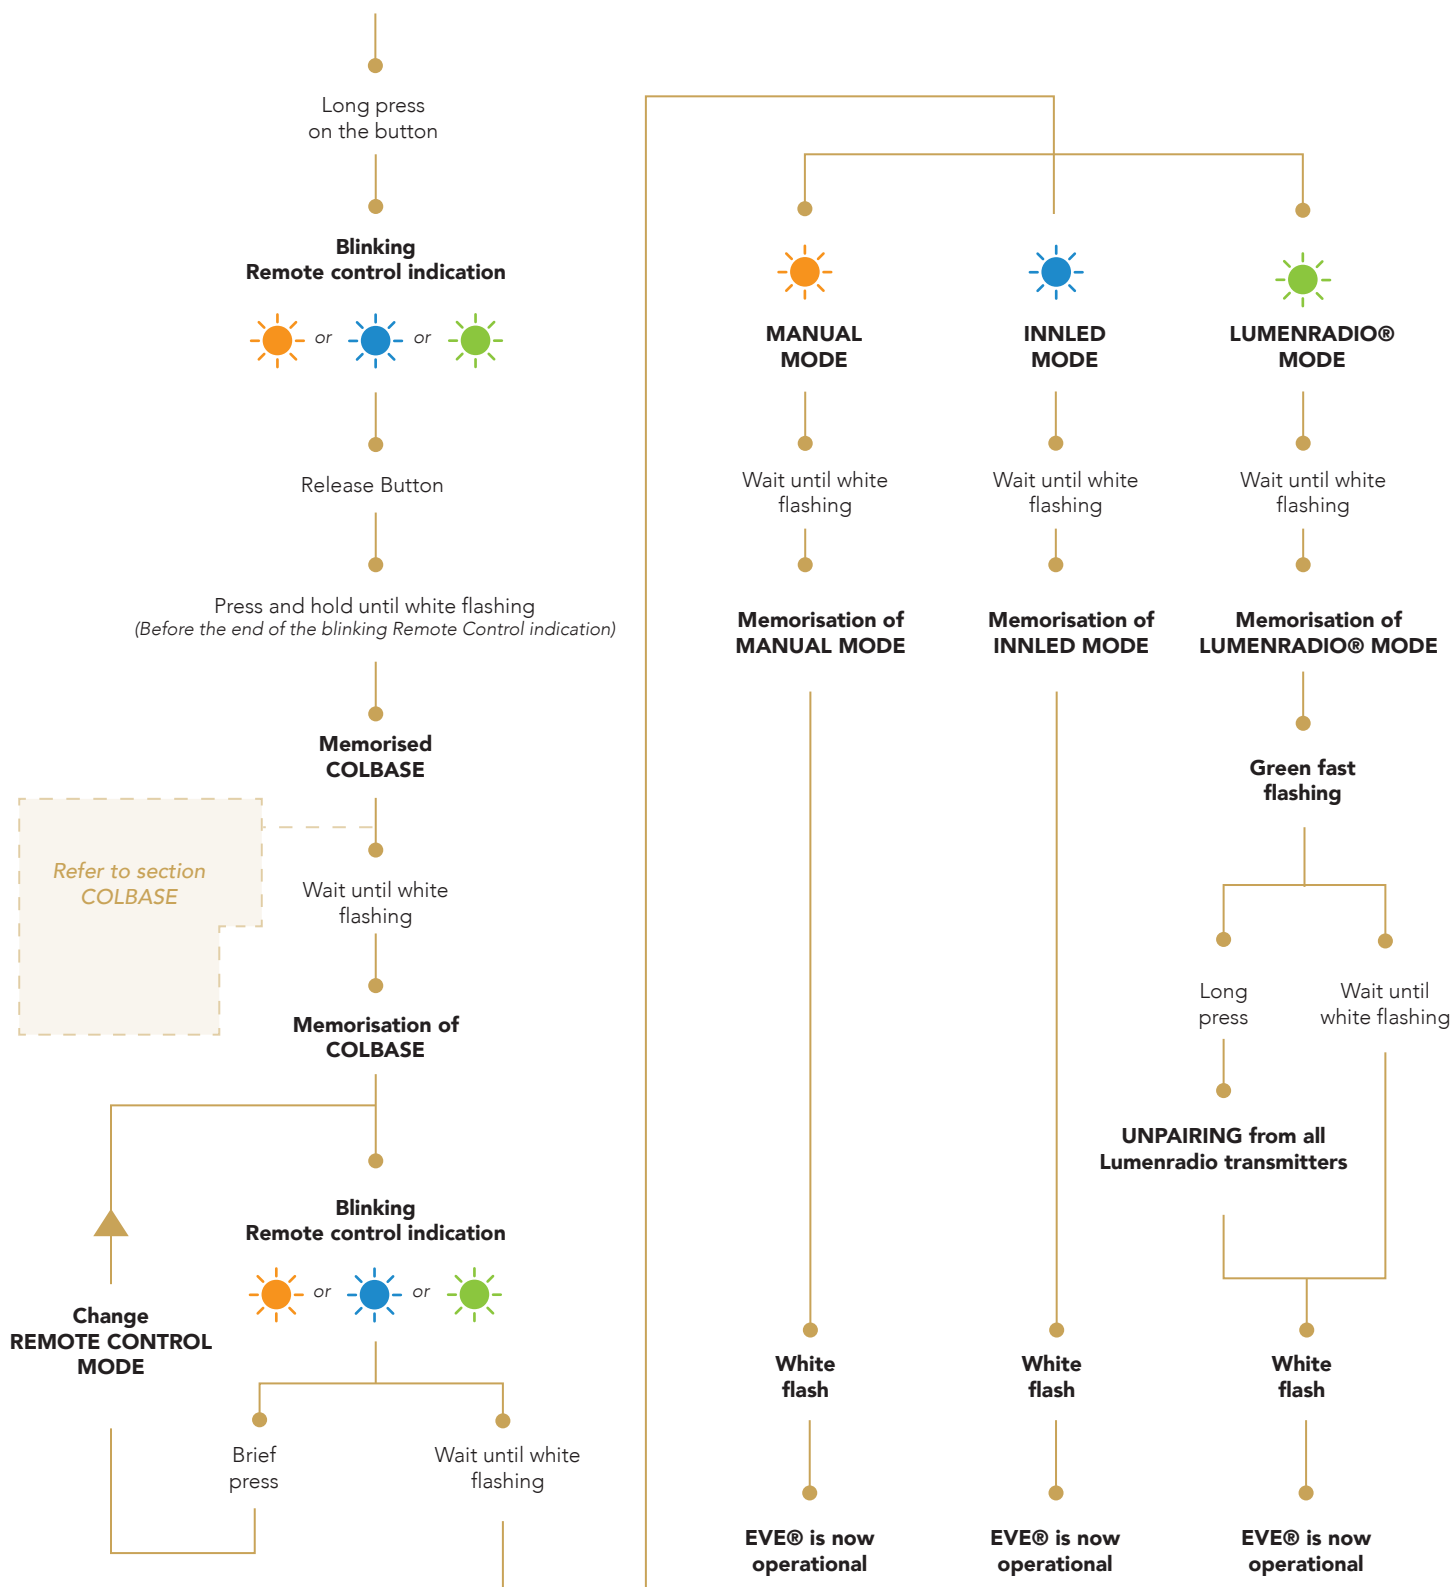 Long press
on the button
Blinking
Remote control indication
or
or
Release Button
Press and hold until white flashing
(Before the end of the blinking Remote Control indication)
Memorised
COLBASE
Refer to section
COLBASE
Wait until white
flashing
Memorisation of
COLBASE
Blinking
Remote control indication
or
or
Change
REMOTE CONTROL
MODE
Brief
press
Wait until white
flashing
MANUAL
MODE
Wait until white
flashing
Memorisation of
MANUAL MODE
White
flash
EVE® is now
operational
INNLED
MODE
Wait until white
flashing
Memorisation of
INNLED MODE
White
flash
EVE® is now
operational
LUMENRADIO®
MODE
Wait until white
flashing
Memorisation of
LUMENRADIO® MODE
Green fast
flashing
Long
press
Wait until
white flashing
UNPAIRING from all
Lumenradio transmitters
White
flash
EVE® is now
operational